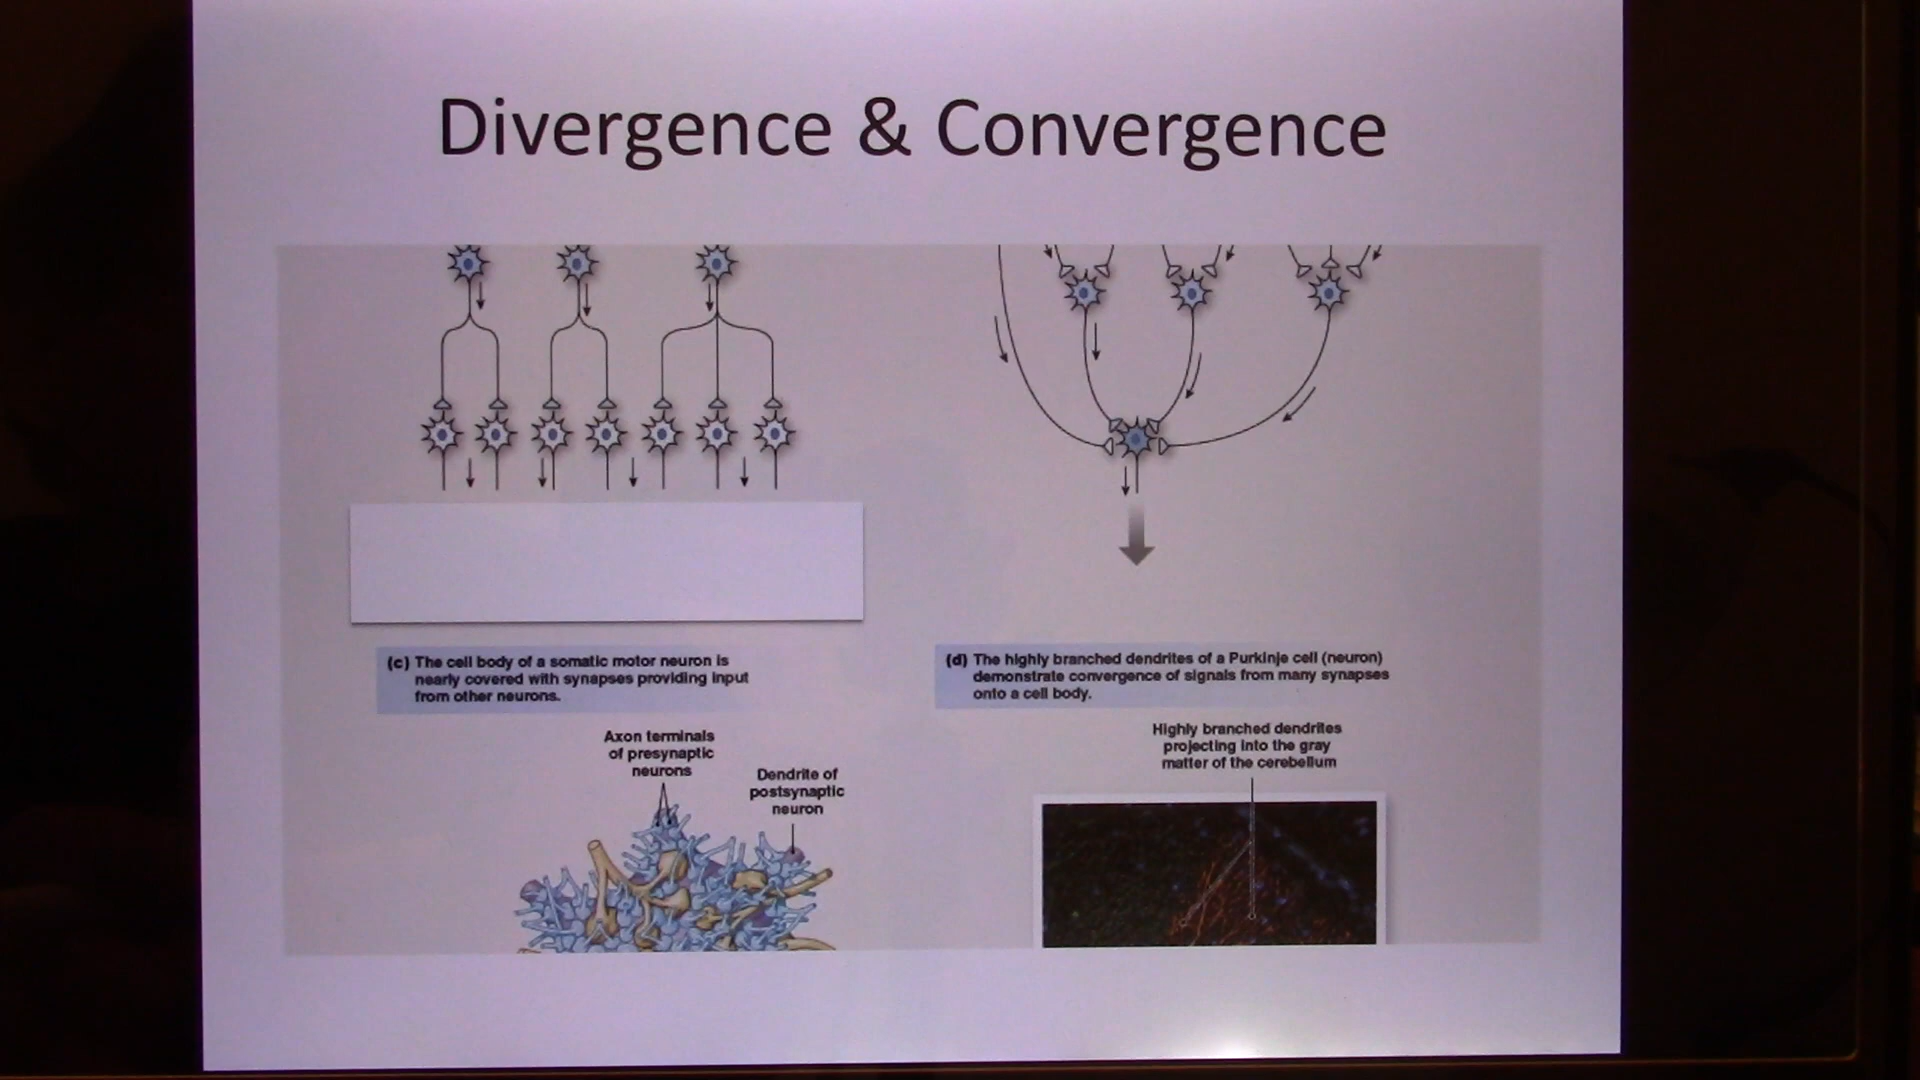 Divergence & Convergence
(c) The cell body of a somatic motor neuron is
nearly covered with synapses providing input
from other neurons.
(d) The highly branched dendrites of a Purkinje cell (neuron)
demonstrate convergence of signals from many synapses
onto a cell body.
Axon terminals
of presynaptic
neurons
Dendrite of
postsynaptic
neuron
Highly branched dendrites
projecting into the gray
matter of the cerebellum